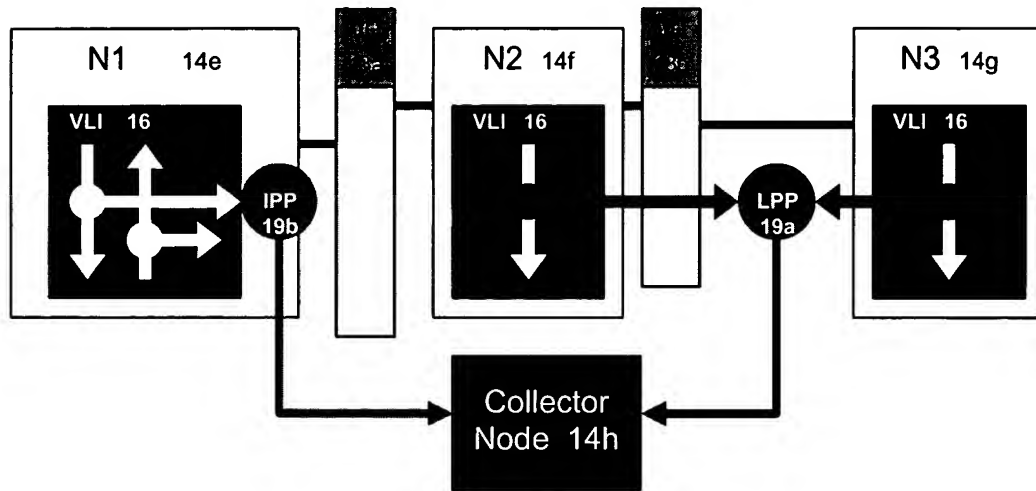 N1 14e
VLI 16
IPP
19b
N2 14f
VLI 16
LPP
19a
N3 14g
VLI 16
Collector
Node 14h